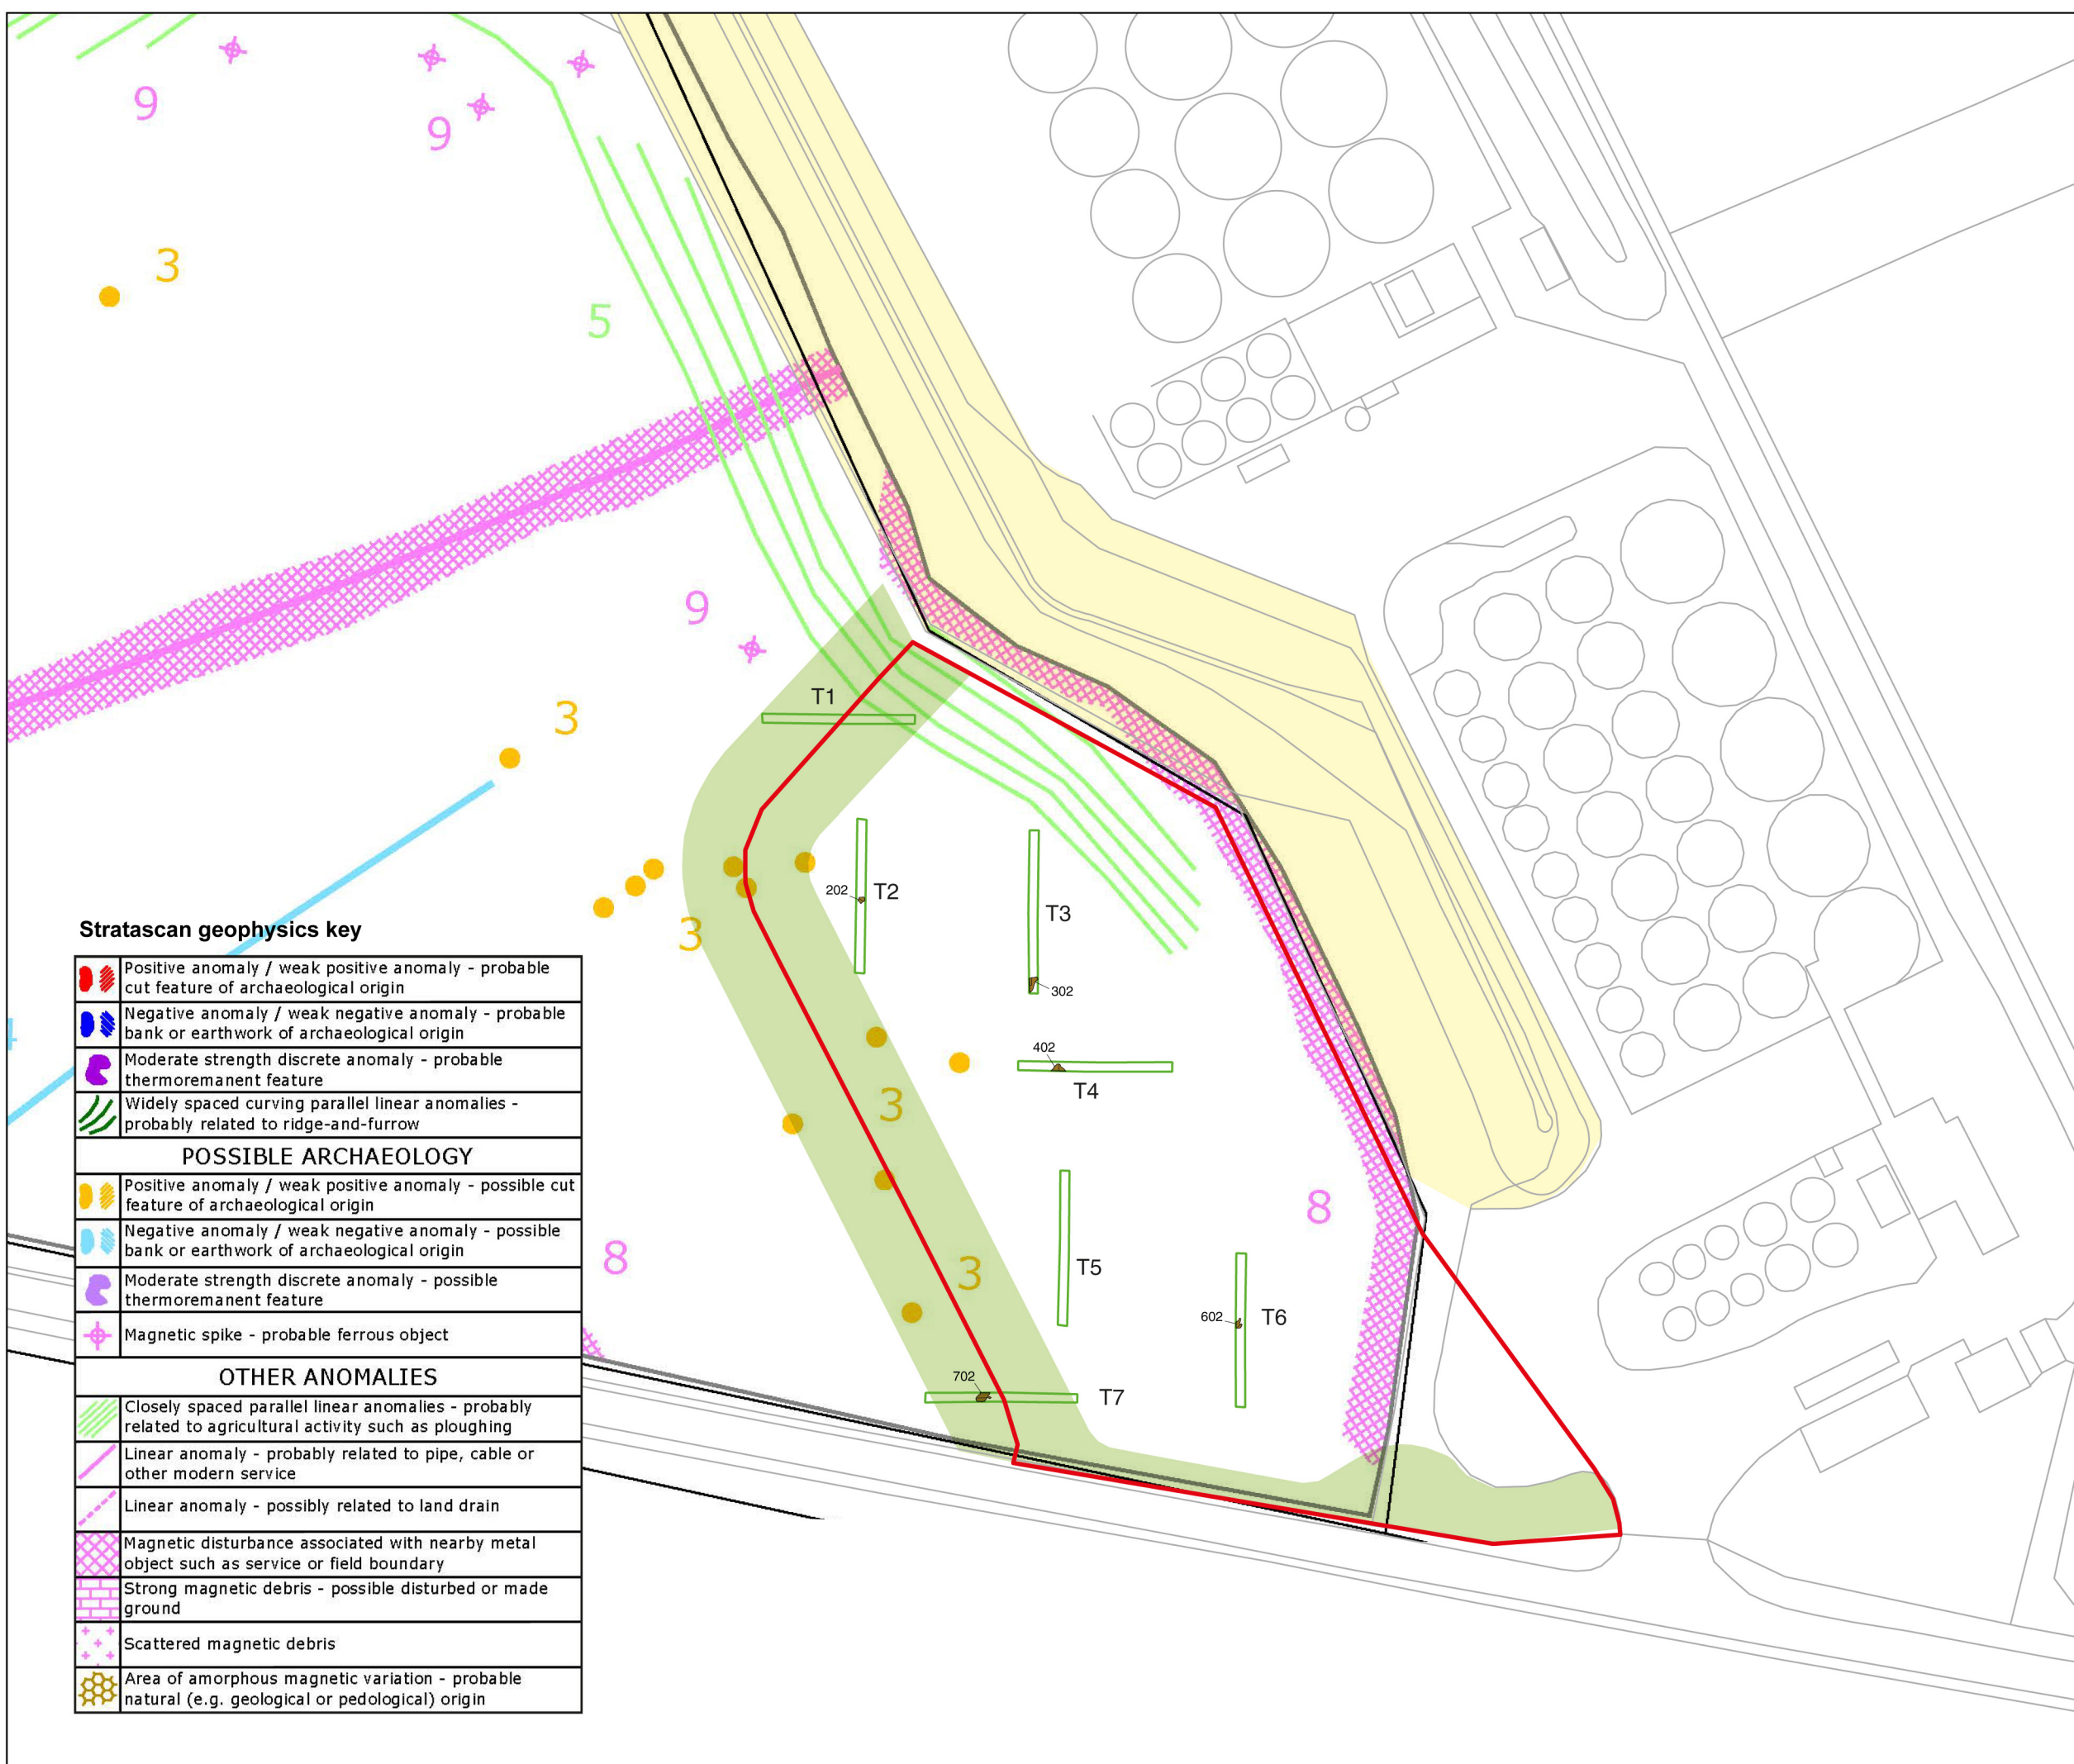 9
9
3
5
9
T1
3
202
T2
T3
3
302
402
T4
3
8
T5
3
8
602
T6
702
T7
Stratascan geophysics key
Positive anomaly / weak positive anomaly - probable
cut feature of archaeological origin
Negative anomaly / weak negative anomaly - probable
bank or earthwork of archaeological origin
Moderate strength discrete anomaly - probable
thermoremanent feature
Widely spaced curving parallel linear anomalies -
probably related to ridge-and-furrow
POSSIBLE ARCHAEOLOGY
Positive anomaly / weak positive anomaly - possible cut
feature of archaeological origin
Negative anomaly / weak negative anomaly - possible
bank or earthwork of archaeological origin
Moderate strength discrete anomaly - possible
thermoremanent feature
Magnetic spike - probable ferrous object
OTHER ANOMALIES
Closely spaced parallel linear anomalies - probably
related to agricultural activity such as ploughing
Linear anomaly - probably related to pipe, cable or
other modern service
Linear anomaly - possibly related to land drain
Magnetic disturbance associated with nearby metal
object such as service or field boundary
Strong magnetic debris - possible disturbed or made
ground
Scattered magnetic debris
Area of amorphous magnetic variation - probable
natural (e.g. geological or pedological) origin